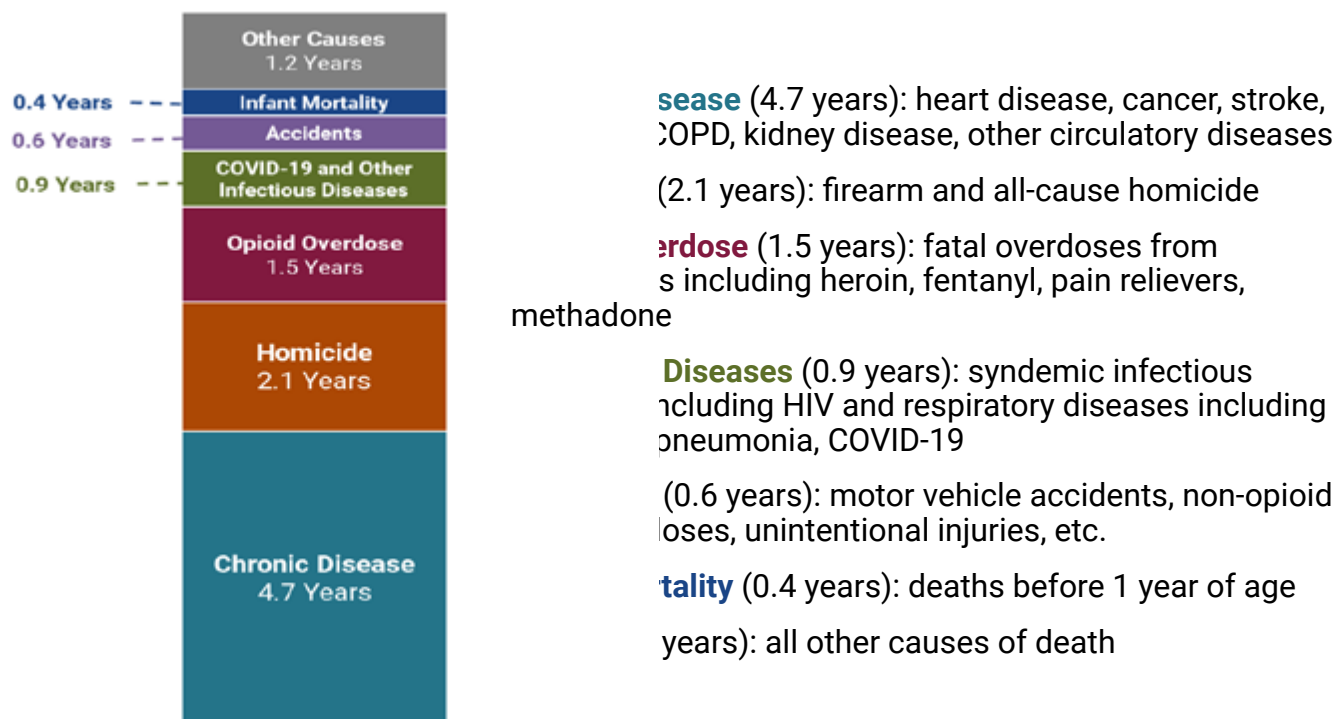 Other Causes
1.2 Years
0.4 Years
Infant Mortality
0.6 Years
Accidents
0.9 Years
COVID-19 and Other
Infectious Diseases
Opioid Overdose
1.5 Years
Homicide
2.1 Years
Chronic Disease
4.7 Years
sease (4.7 years): heart disease, cancer, stroke,
COPD, kidney disease, other circulatory diseases
(2.1 years): firearm and all-cause homicide
erdose (1.5 years): fatal overdoses from
s including heroin, fentanyl, pain relievers,
methadone
Diseases (0.9 years): syndemic infectious
ncluding HIV and respiratory diseases including
pneumonia, COVID-19
(0.6 years): motor vehicle accidents, non-opioid
oses, unintentional injuries, etc.
tality (0.4 years): deaths before 1 year of age
years): all other causes of death